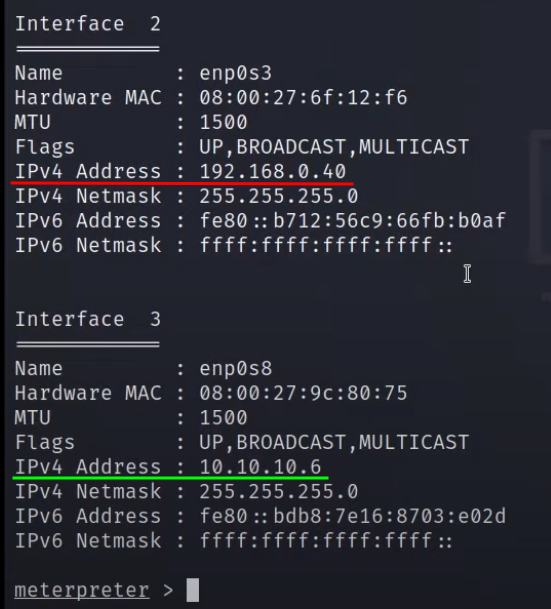 Interface  2
============
Name         : enp0s3
Hardware MAC : 08:00:27:6f:12:f6
MTU          : 1500
Flags        : UP,BROADCAST,MULTICAST
IPv4 Address : 192.168.0.40
IPv4 Netmask : 255.255.255.0
IPv6 Address : fe80::b712:56c9:66fb:b0af
IPv6 Netmask : ffff:ffff:ffff:ffff::
Interface  3
============
Name         : enp0s8
Hardware MAC : 08:00:27:9c:80:75
MTU          : 1500
Flags        : UP,BROADCAST,MULTICAST
IPv4 Address : 10.10.10.6
IPv4 Netmask : 255.255.255.0
IPv6 Address : fe80::bdb8:7e16:8703:e02d
IPv6 Netmask : ffff:ffff:ffff:ffff::
meterpreter >